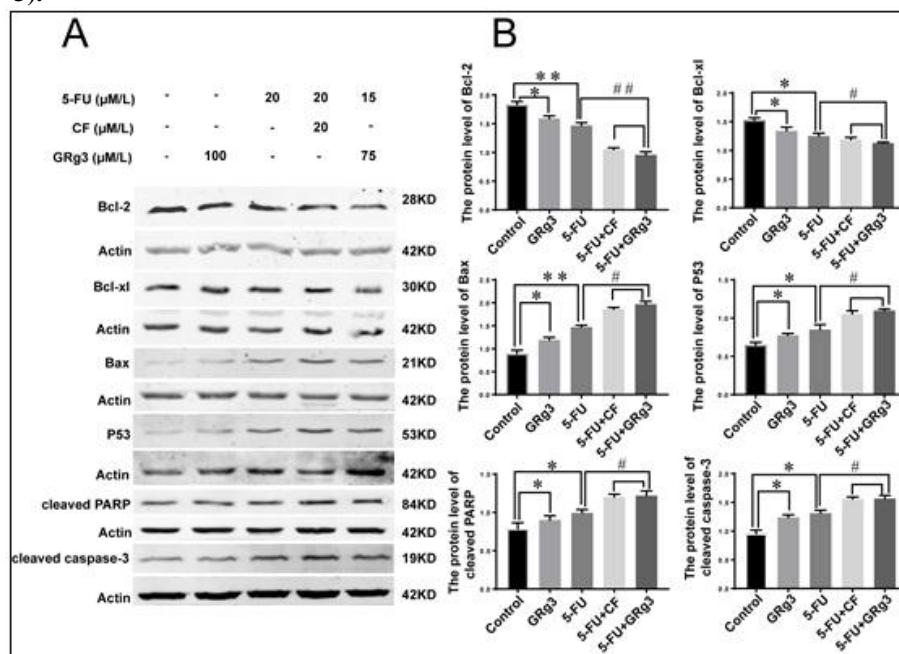 A
5-FU (μM/L) - - 20 20 15
CF (μM/L) - - - 20 -
GRg3 (μM/L) - 100 - - 75
Bcl-2 28KD
Actin 42KD
Bcl-xl 30KD
Actin 42KD
Bax 21KD
Actin 42KD
P53 53KD
Actin 42KD
cleaved PARP 84KD
Actin 42KD
cleaved caspase-3 19KD
Actin 42KD
B
The protein level of Bcl-2
* *
*
# #
Control GRg3 5-FU 5-FU+CF 5-FU+GRg3
The protein level of Bcl-xl
*
*
#
Control GRg3 5-FU 5-FU+CF 5-FU+GRg3
The protein level of Bax
* *
*
#
Control GRg3 5-FU 5-FU+CF 5-FU+GRg3
The protein level of P53
*
*
#
Control GRg3 5-FU 5-FU+CF 5-FU+GRg3
The protein level of
cleaved PARP
*
*
#
Control GRg3 5-FU 5-FU+CF 5-FU+GRg3
The protein level of
cleaved caspase-3
*
*
#
Control GRg3 5-FU 5-FU+CF 5-FU+GRg3